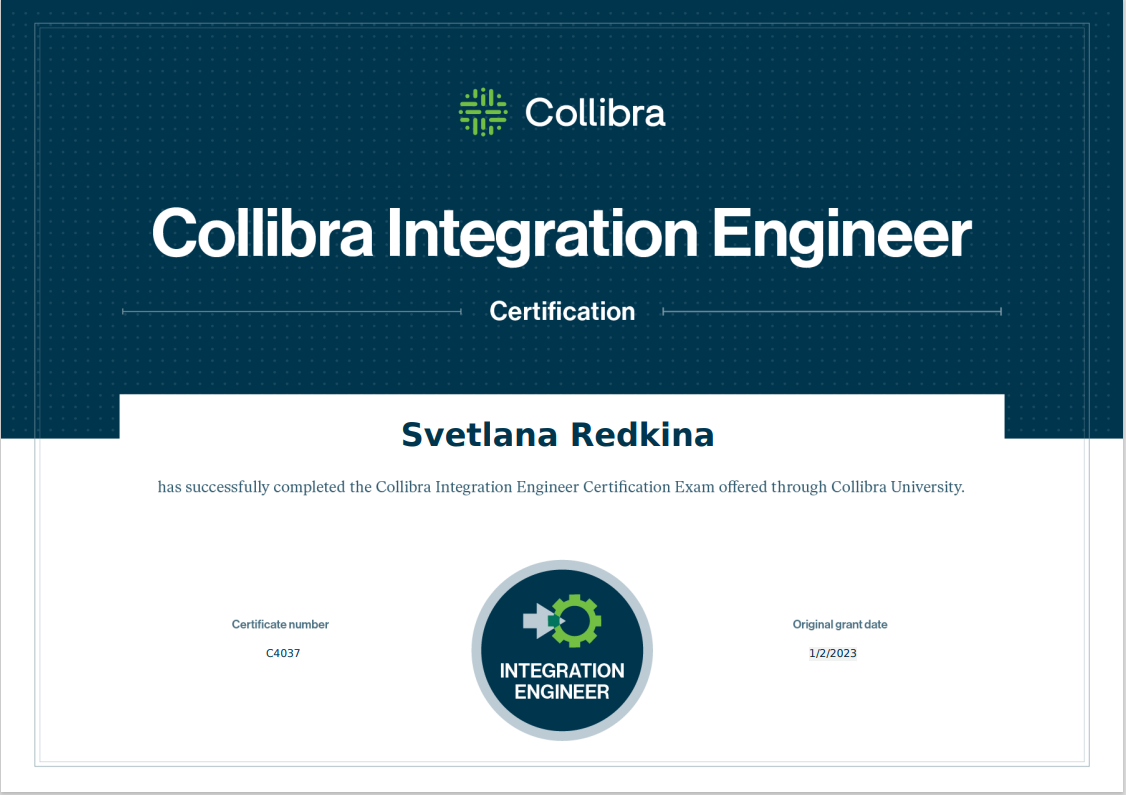 Collibra
Collibra Integration Engineer
Certification
Svetlana Redkina
has successfully completed the Collibra Integration Engineer Certification Exam offered through Collibra University.
Certificate number
C4037
INTEGRATION
ENGINEER
Original grant date
1/2/2023